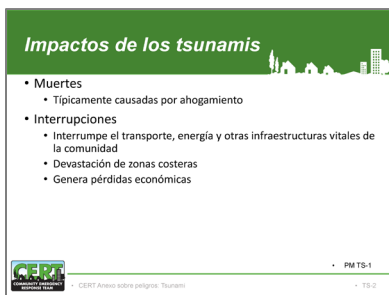 Impactos de los tsunamis
• Muertes
• Típicamente causadas por ahogamiento
• Interrupciones
• Interrumpe el transporte, energía y otras infraestructuras vitales de
la comunidad
• Devastación de zonas costeras
• Genera pérdidas económicas
• PM TS-1
CERT
COMMUNITY EMERGENCY
RESPONSE TEAM
• CERT Anexo sobre peligros: Tsunami
• TS-2